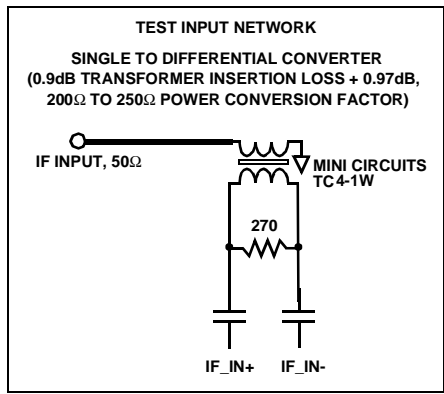 TEST INPUT NETWORK
SINGLE TO DIFFERENTIAL CONVERTER
(0.9dB TRANSFORMER INSERTION LOSS + 0.97dB,
200Ω TO 250Ω POWER CONVERSION FACTOR)
IF INPUT, 50Ω
MINI CIRCUITS
TC4-1W
270
IF_IN+ IF_IN-